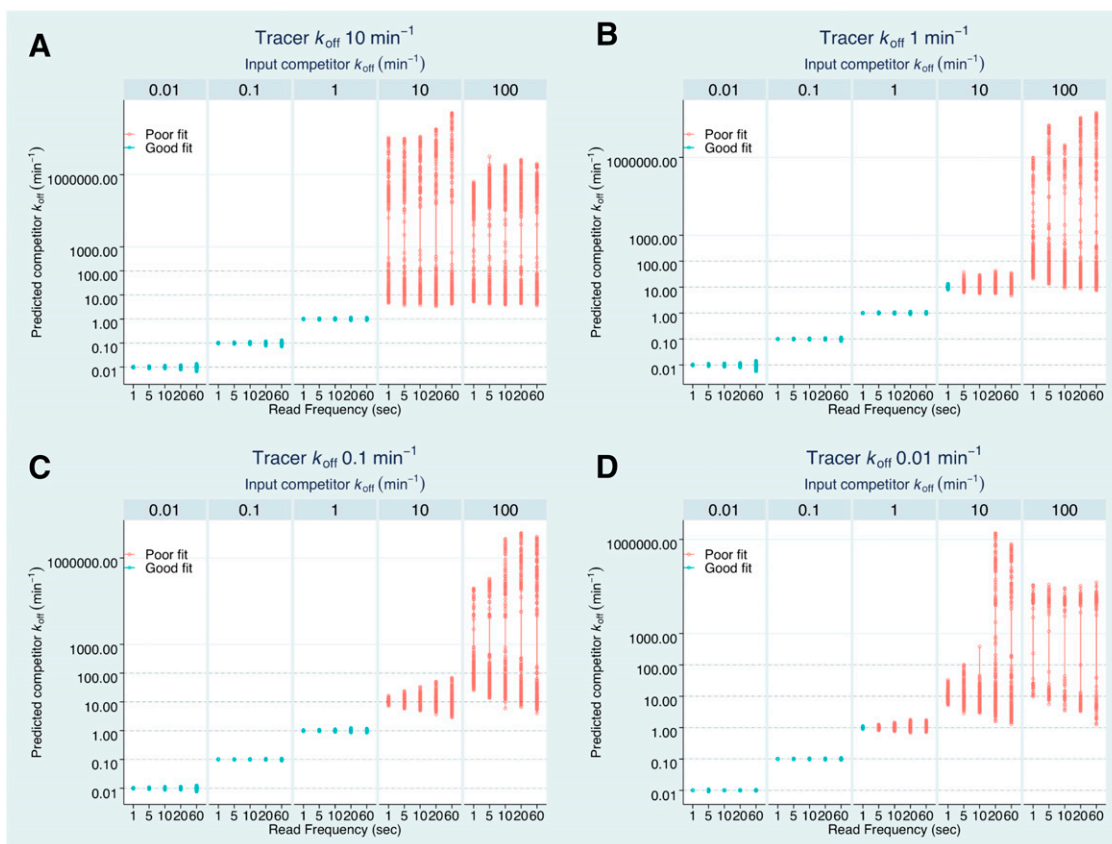 A
Tracer koff 10 min−1
Input competitor koff (min−1)
0.01 0.1 1 10 100
Poor fit
Good fit
Predicted competitor koff (min−1)
1000000.00
1000.00
100.00
10.00
1.00
0.10
0.01
1 5 102060 1 5 102060 1 5 102060 1 5 102060 1 5 102060
Read Frequency (sec)
B
Tracer koff 1 min−1
Input competitor koff (min−1)
0.01 0.1 1 10 100
Poor fit
Good fit
Predicted competitor koff (min−1)
1000000.00
1000.00
100.00
10.00
1.00
0.10
0.01
1 5 102060 1 5 102060 1 5 102060 1 5 102060 1 5 102060
Read Frequency (sec)
C
Tracer koff 0.1 min−1
Input competitor koff (min−1)
0.01 0.1 1 10 100
Poor fit
Good fit
Predicted competitor koff (min−1)
1000000.00
1000.00
100.00
10.00
1.00
0.10
0.01
1 5 102060 1 5 102060 1 5 102060 1 5 102060 1 5 102060
Read Frequency (sec)
D
Tracer koff 0.01 min−1
Input competitor koff (min−1)
0.01 0.1 1 10 100
Poor fit
Good fit
Predicted competitor koff (min−1)
1000000.00
1000.00
100.00
10.00
1.00
0.10
0.01
1 5 102060 1 5 102060 1 5 102060 1 5 102060 1 5 102060
Read Frequency (sec)